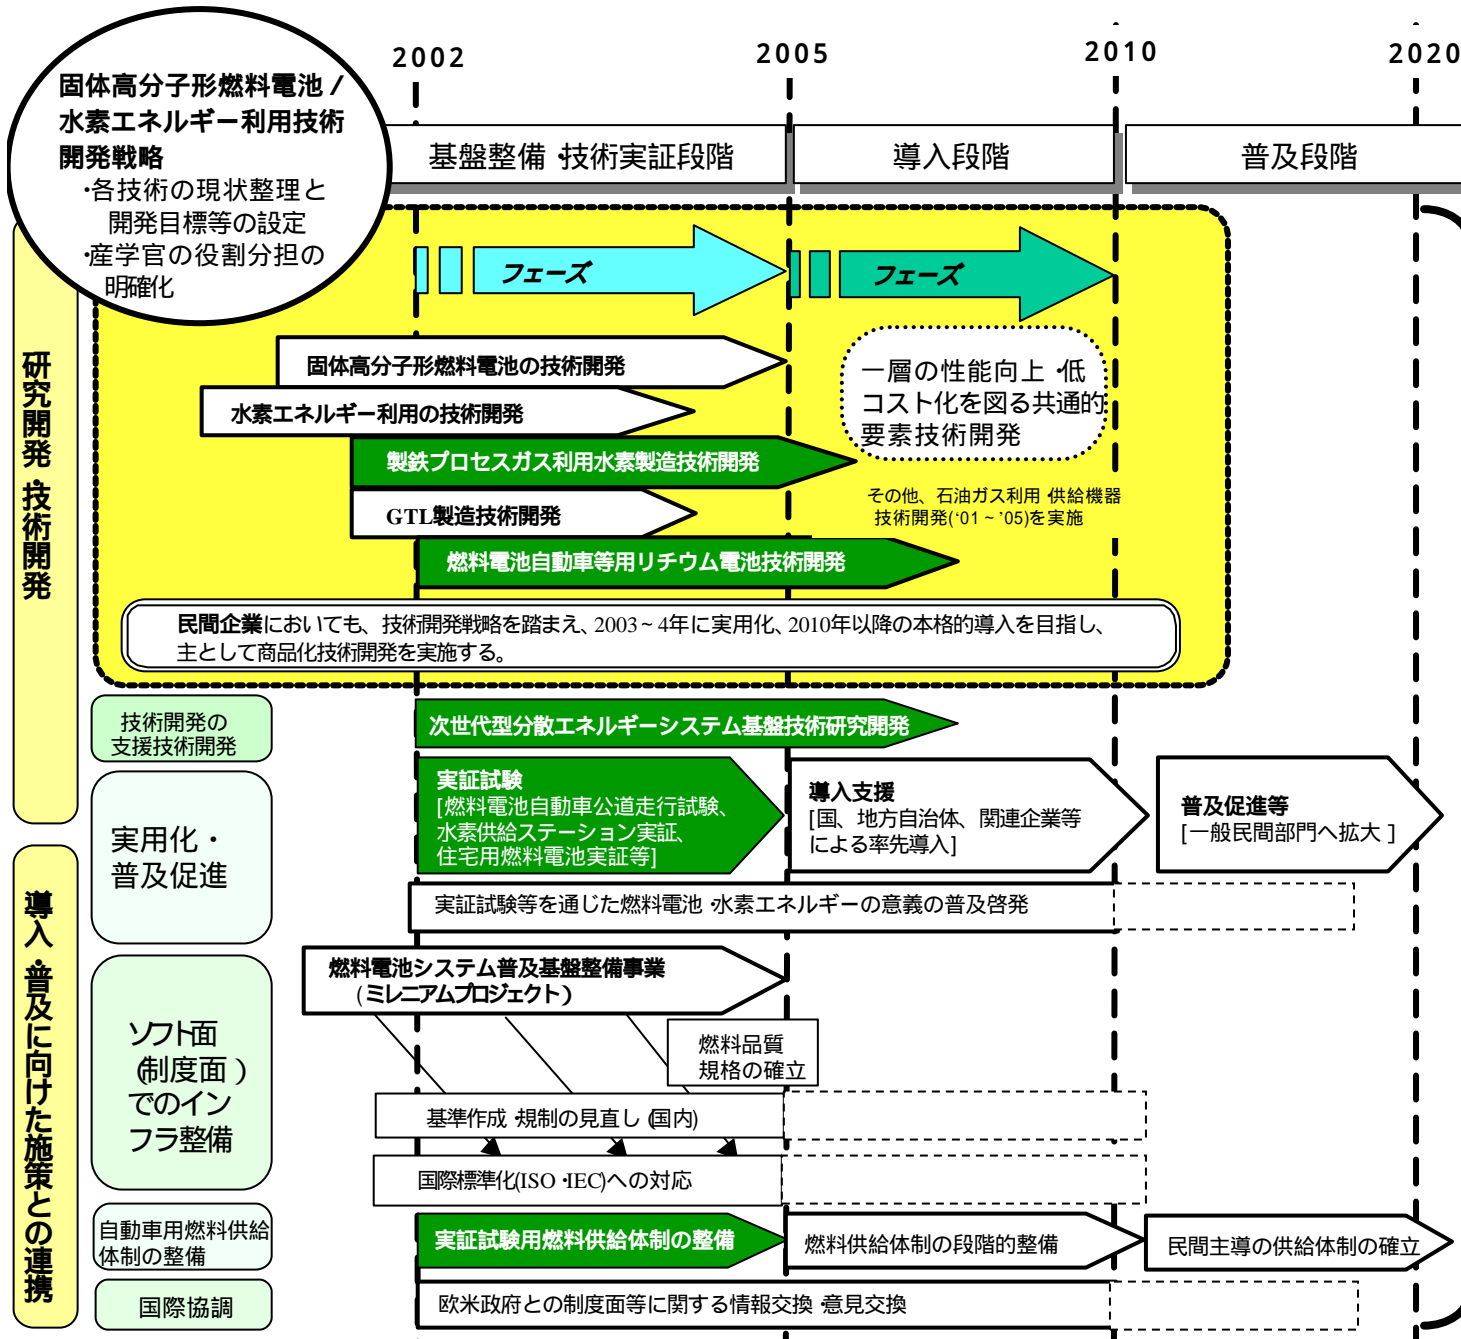 2002
2005
2010
2020
固体高分子形燃料電池/
水素エネルギー利用技術
開発戦略
・各技術の現状整理と
開発目標等の設定
・産学官の役割分担の
明確化
基盤整備・技術実証段階
導入段階
普及段階
研究開発・技術開発
フェーズ
フェーズ
固体高分子形燃料電池の技術開発
水素エネルギー利用の技術開発
製鉄プロセスガス利用水素製造技術開発
GTL製造技術開発
燃料電池自動車等用リチウム電池技術開発
一層の性能向上・低
コスト化を図る共通的
要素技術開発
その他、石油ガス利用・供給機器
技術開発('01~'05)を実施
民間企業においても、技術開発戦略を踏まえ、2003~4年に実用化、2010年以降の本格的導入を目指し、
主として商品化技術開発を実施する。
技術開発の
支援技術開発
次世代型分散エネルギーシステム基盤技術研究開発
導入・普及に向けた施策との連携
実用化・
普及促進
実証試験
[燃料電池自動車公道走行試験、
水素供給ステーション実証、
住宅用燃料電池実証等]
導入支援
[国、地方自治体、関連企業等
による率先導入]
普及促進等
[一般民間部門へ拡大 ]
実証試験等を通じた燃料電池・水素エネルギーの意義の普及啓発
ソフト面
(制度面)
でのイン
フラ整備
燃料電池システム普及基盤整備事業
(ミレニアムプロジェクト)
燃料品質
規格の確立
基準作成・規制の見直し(国内)
国際標準化(ISO・IEC)への対応
自動車用燃料供給
体制の整備
実証試験用燃料供給体制の整備
燃料供給体制の段階的整備
民間主導の供給体制の確立
国際協調
欧米政府との制度面等に関する情報交換・意見交換